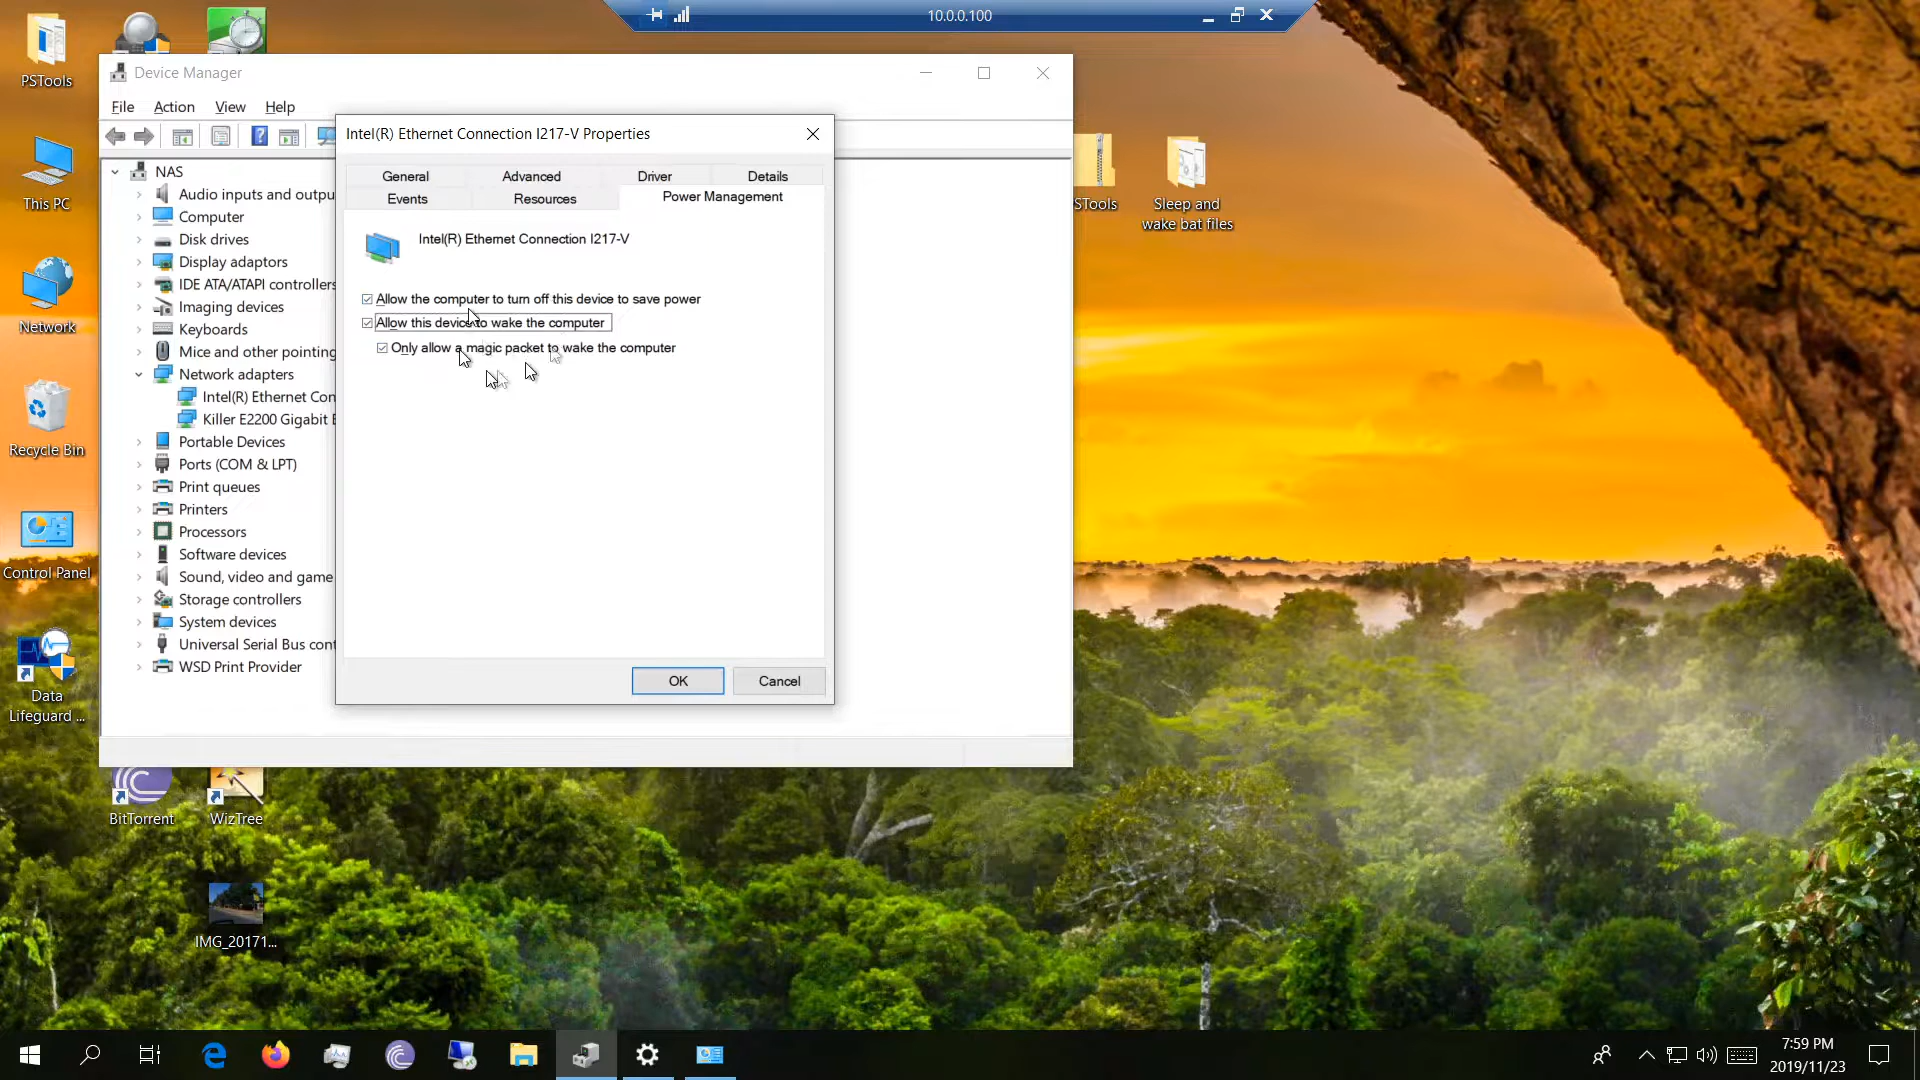 10.0.0.100
PSTools
This PC
Network
Recycle Bin
Control Panel
Data
Lifeguard ...
BitTorrent
WizTree
IMG_20171...
STools
Sleep and
wake bat files
Device Manager
File Action View Help
NAS
Audio inputs and outpu
Computer
Disk drives
Display adaptors
IDE ATA/ATAPI controllers
Imaging devices
Keyboards
Mice and other pointing
Network adapters
Intel(R) Ethernet Con
Killer E2200 Gigabit E
Portable Devices
Ports (COM & LPT)
Print queues
Printers
Processors
Software devices
Sound, video and game
Storage controllers
System devices
Universal Serial Bus cont
WSD Print Provider
Intel(R) Ethernet Connection I217-V Properties
General Advanced Driver Details
Events Resources Power Management
Intel(R) Ethernet Connection I217-V
Allow the computer to turn off this device to save power
Allow this device to wake the computer
Only allow a magic packet to wake the computer
OK Cancel
7:59 PM
2019/11/23